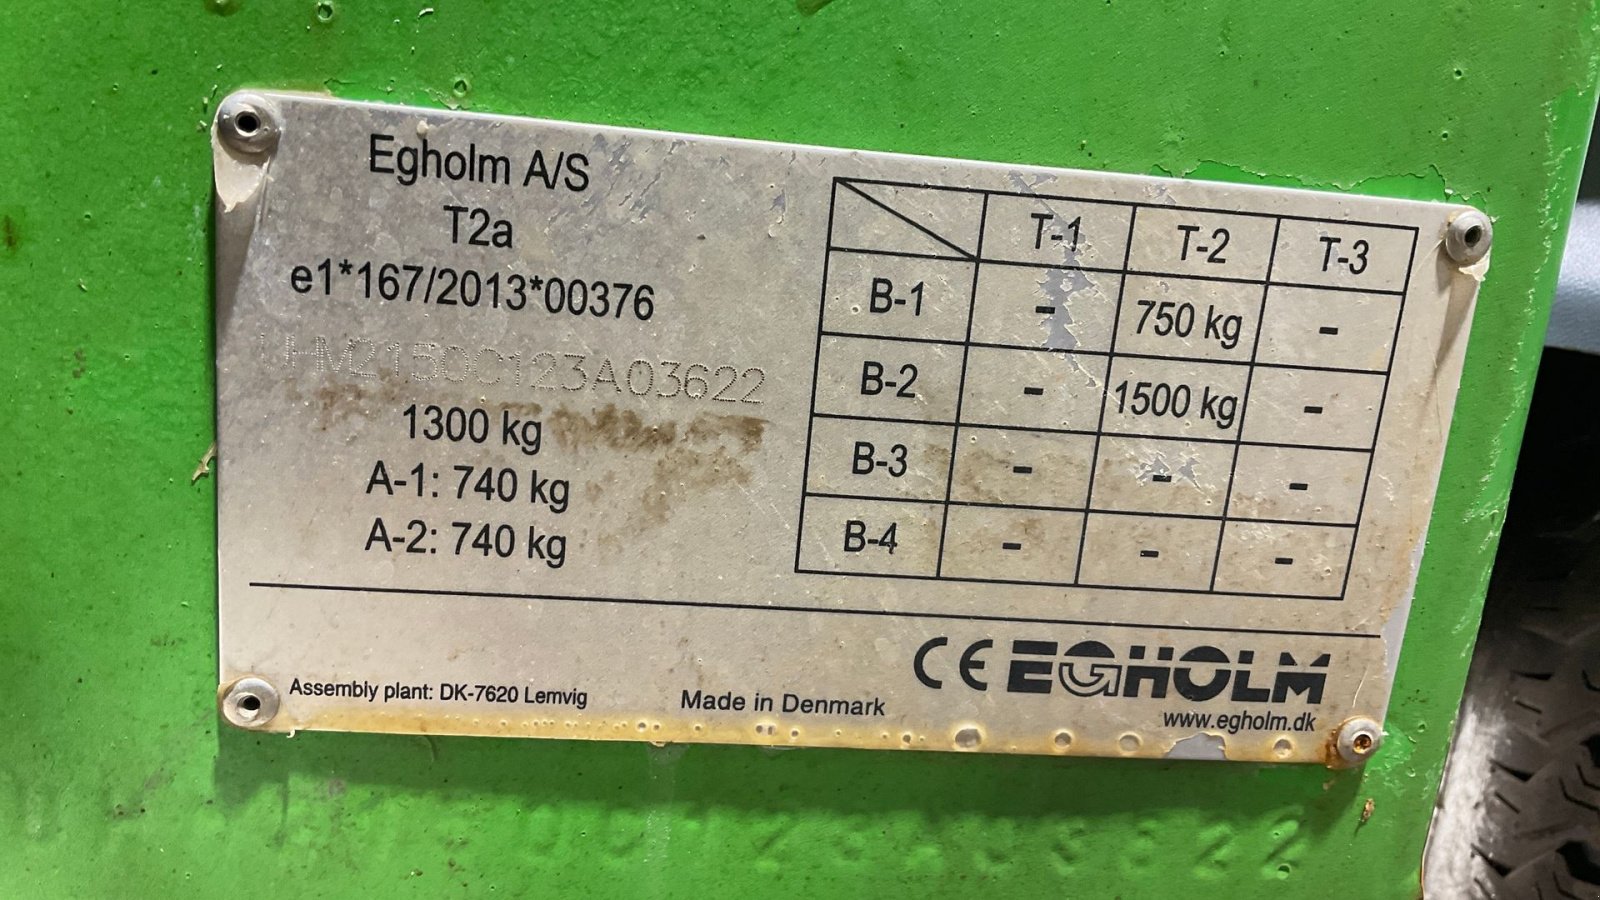 Egholm A/S
T2a
e1*167/2013*00376
UHM2150C123A03622
1300 kg
A-1: 740 kg
A-2: 740 kg
T-1 T-2 T-3
B-1 - 750 kg -
B-2 - 1500 kg -
B-3 - - -
B-4 - - -
CE EGHOLM
Assembly plant: DK-7620 Lemvig
Made in Denmark
www.egholm.dk